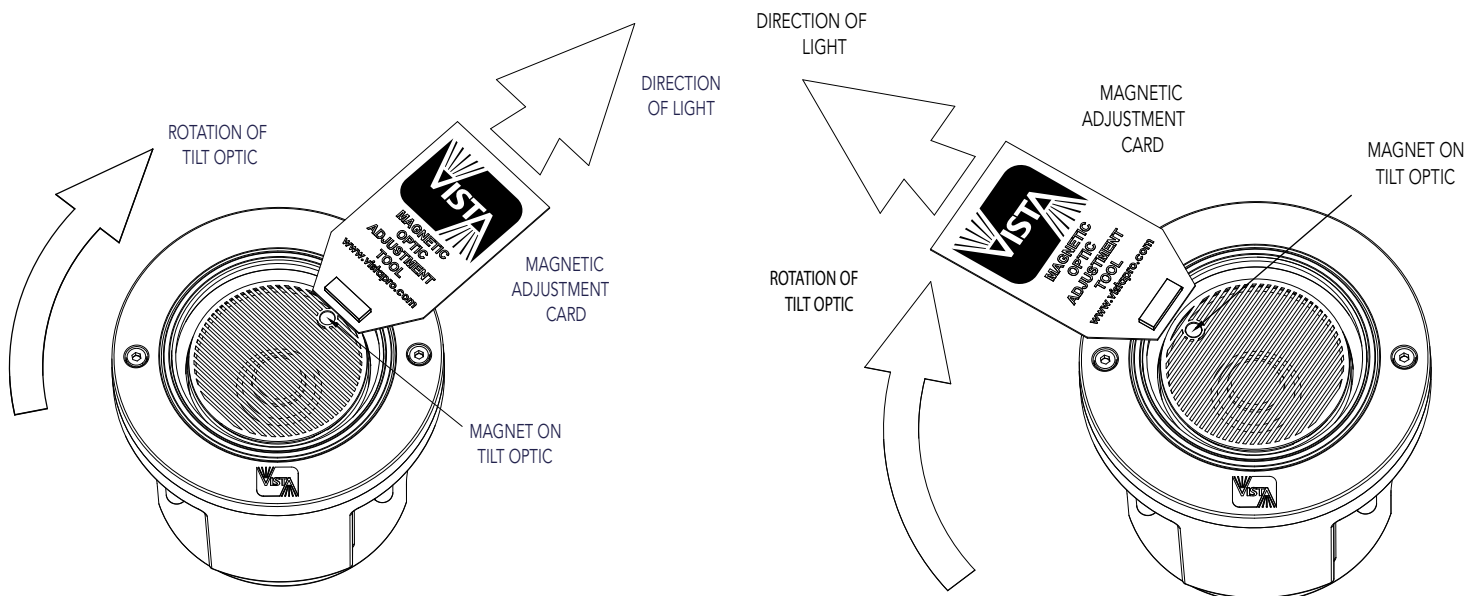 ROTATION OF
TILT OPTIC
DIRECTION
OF LIGHT
VISTA
MAGNETIC
OPTIC
ADJUSTMENT
TOOL
www.vistapro.com
MAGNETIC
ADJUSTMENT
CARD
MAGNET ON
TILT OPTIC
VISTA
DIRECTION OF
LIGHT
MAGNETIC
ADJUSTMENT
CARD
MAGNET ON
TILT OPTIC
VISTA
MAGNETIC
OPTIC
ADJUSTMENT
TOOL
www.vistapro.com
ROTATION OF
TILT OPTIC
VISTA